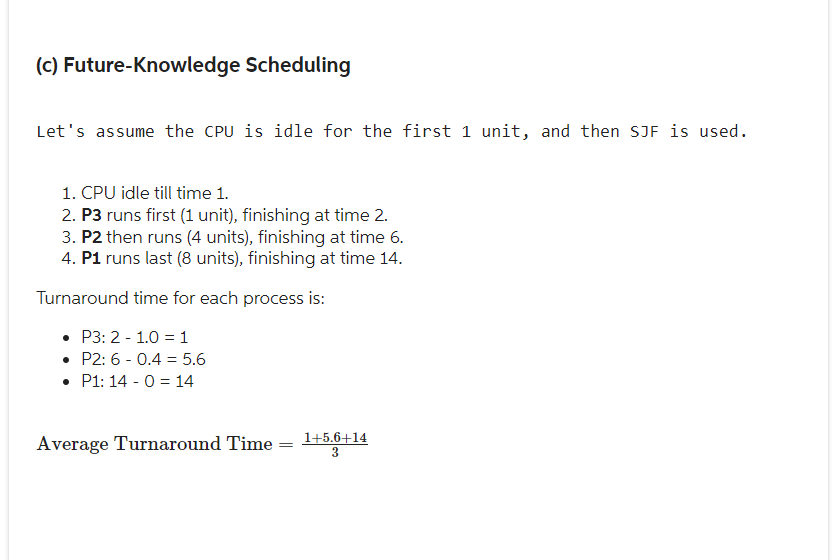 (c) Future-Knowledge Scheduling
Let's assume the CPU is idle for the first 1 unit, and then SJF is used.
1. CPU idle till time 1.
2. P3 runs first (1 unit), finishing at time 2.
3. P2 then runs (4 units), finishing at time 6.
4. P1 runs last (8 units), finishing at time 14.
Turnaround time for each process is:
• P3: 2 - 1.0 = 1
• P2: 6 - 0.4 = 5.6
• P1: 14 - 0 = 14
Average Turnaround Time = 1+5.6+14
3